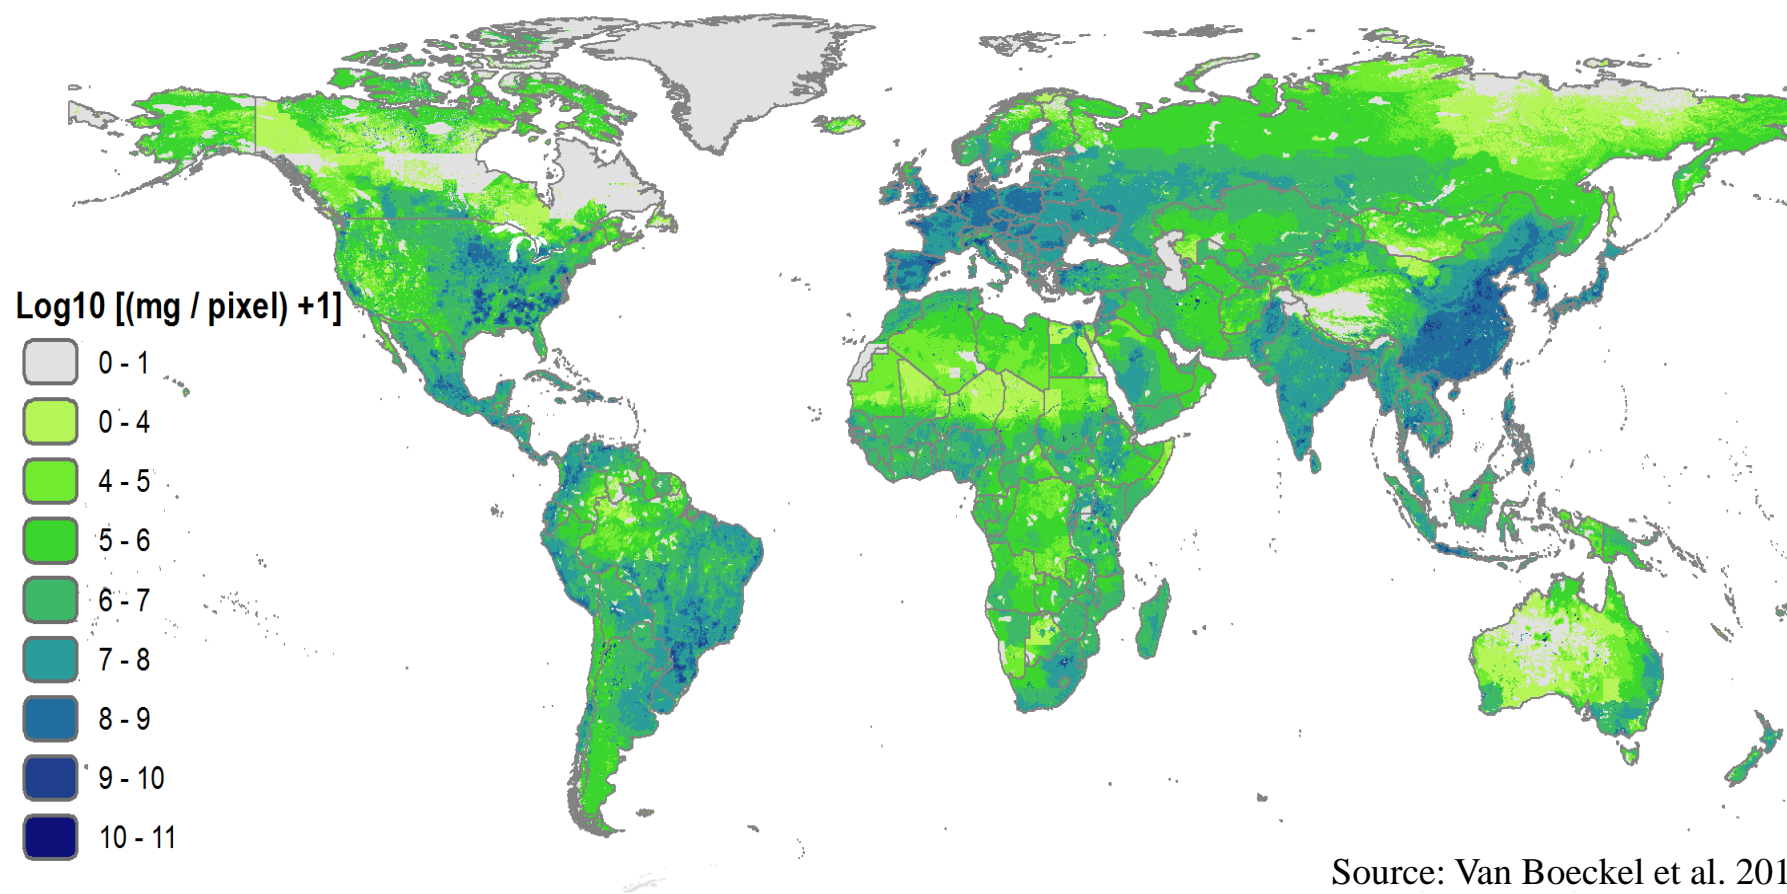 Log10 [(mg / pixel) +1]
0 - 1
0 - 4
4 - 5
5 - 6
6 - 7
7 - 8
8 - 9
9 - 10
10 - 11
Source: Van Boeckel et al. 201